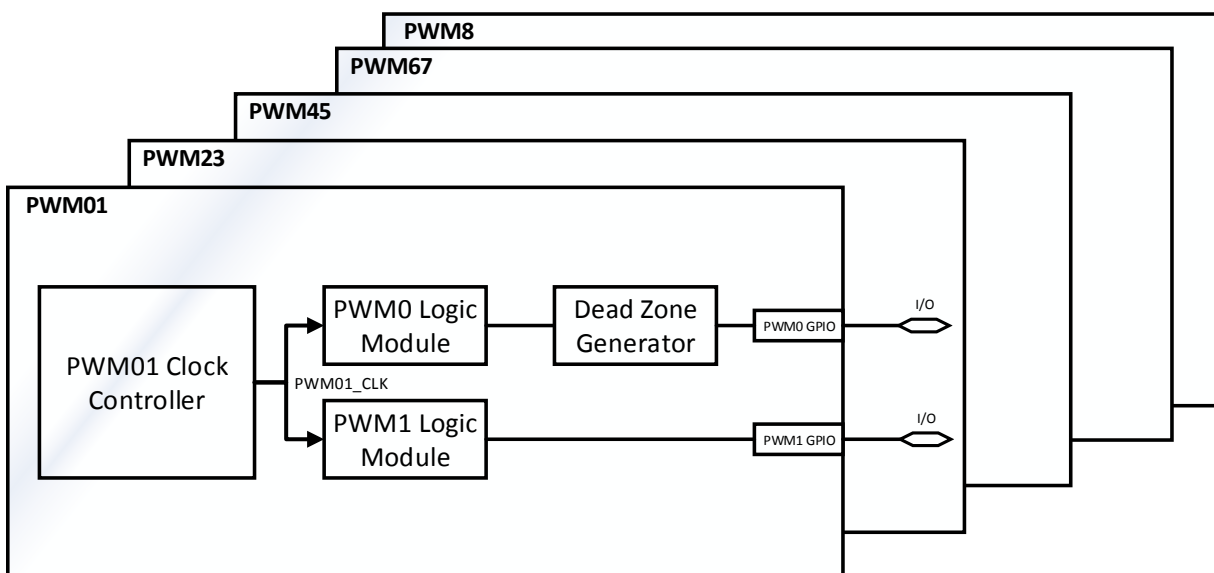 PWM8
PWM67
PWM45
PWM23
PWM01
PWM01 Clock
Controller
PWM01_CLK
PWM0 Logic
Module
Dead Zone
Generator
PWM0 GPIO
I/O
PWM1 Logic
Module
PWM1 GPIO
I/O